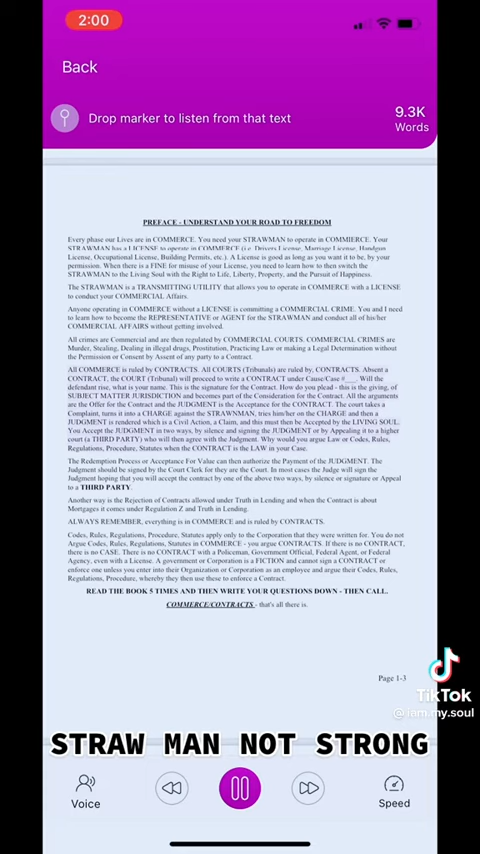 2:00
Back
Drop marker to listen from that text
9.3K
Words
PREFACE - UNDERSTAND YOUR ROAD TO FREEDOM
Every phase our Lives are in COMMERCE. You need your STRAWMAN to operate in COMMIERCE. Your
STRAWMAN has a LICENSE to operate in COMMERCE (i.e. Drivers License, Marriage License, Handgun
License, Occupational License, Building Permits, etc.). A License is good as long as you want it to be, by your
permission. When there is a FINE for misuse of your License, you need to learn how to then switch the
STRAWMAN to the Living Soul with the Right to Life, Liberty, Property, and the Pursuit of Happiness.
The STRAWMAN is a TRANSMITTING UTILITY that allows you to operate in COMMERCE with a LICENSE
to conduct your COMMERCIAL Affairs.
Anyone operating in COMMERCE without a LICENSE is committing a COMMERCIAL CRIME. You and I need
to learn how to become the REPRESENTATIVE or AGENT for the STRAWMAN and conduct all of his/her
COMMERCIAL AFFAIRS without getting involved.
All crimes are Commercial and are then regulated by COMMERCIAL COURTS. COMMERCIAL CRIMES are
Murder, Stealing, Dealing in illegal drugs, Prostitution, Practicing Law or making a Legal Determination without
the Permission or Consent by Assent of any party to a Contract.
All COMMERCE is ruled by CONTRACTS. All COURTS (Tribunals) are ruled by CONTRACTS. Absent a
CONTRACT, the COURT (Tribunal) will proceed to write a CONTRACT under Cause/Case #___. Will the
defendant rise, what is your name. This is the signature for the Contract. How do you plead - this is the giving, of
SUBJECT MATTER JURISDICTION and becomes part of the Consideration for the Contract. All the arguments
are the Offer for the Contract and the JUDGMENT is the Acceptance for the CONTRACT. The court takes a
Complaint, turns it into a CHARGE against the STRAWNMAN, tries him/her on the CHARGE and then a
JUDGMENT is rendered which is a Civil Action, a Claim, and this must then be Accepted by the LIVING SOUL.
You Accept the JUDGMENT in two ways, by silence and signing the JUDGMENT or by Appealing it to a higher
court (a THIRD PARTY) who will then agree with the Judgment. Why would you argue Law or Codes, Rules,
Regulations, Procedure, Statutes when the CONTRACT is the LAW in your Case.
The Redemption Process or Acceptance For Value can then authorize the Payment of the JUDGMENT. The
Judgment should be signed by the Court Clerk for they are the Court. In most cases the Judge will sign the
Judgment hoping that you will accept the contract by one of the above two ways, by silence or signature or Appeal
to a THIRD PARTY.
Another way is the Rejection of Contracts allowed under Truth in Lending and when the Contract is about
Mortgages it comes under Regulation Z and Truth in Lending.
ALWAYS REMEMBER, everything is in COMMERCE and is ruled by CONTRACTS.
Codes, Rules, Regulations, Procedure, Statutes apply only to the Corporation that they were written for. You do not
Argue Codes, Rules, Regulations, Statutes in COMMERCE - you argue CONTRACTS. If there is no CONTRACT,
there is no CASE. There is no CONTRACT with a Policeman, Government Official, Federal Agent, or Federal
Agency, even with a License. A government or Corporation is a FICTION and cannot sign a CONTRACT or
enforce one unless you enter into their Organization or Corporation as an employee and argue their Codes, Rules,
Regulations, Procedure, whereby they then use these to enforce a Contract.
READ THE BOOK 5 TIMES AND THEN WRITE YOUR QUESTIONS DOWN - THEN CALL.
COMMERCE/CONTRACTS - that's all there is.
Page 1-3
TikTok
@iam.my.soul
STRAW MAN NOT STRONG
Voice
Speed